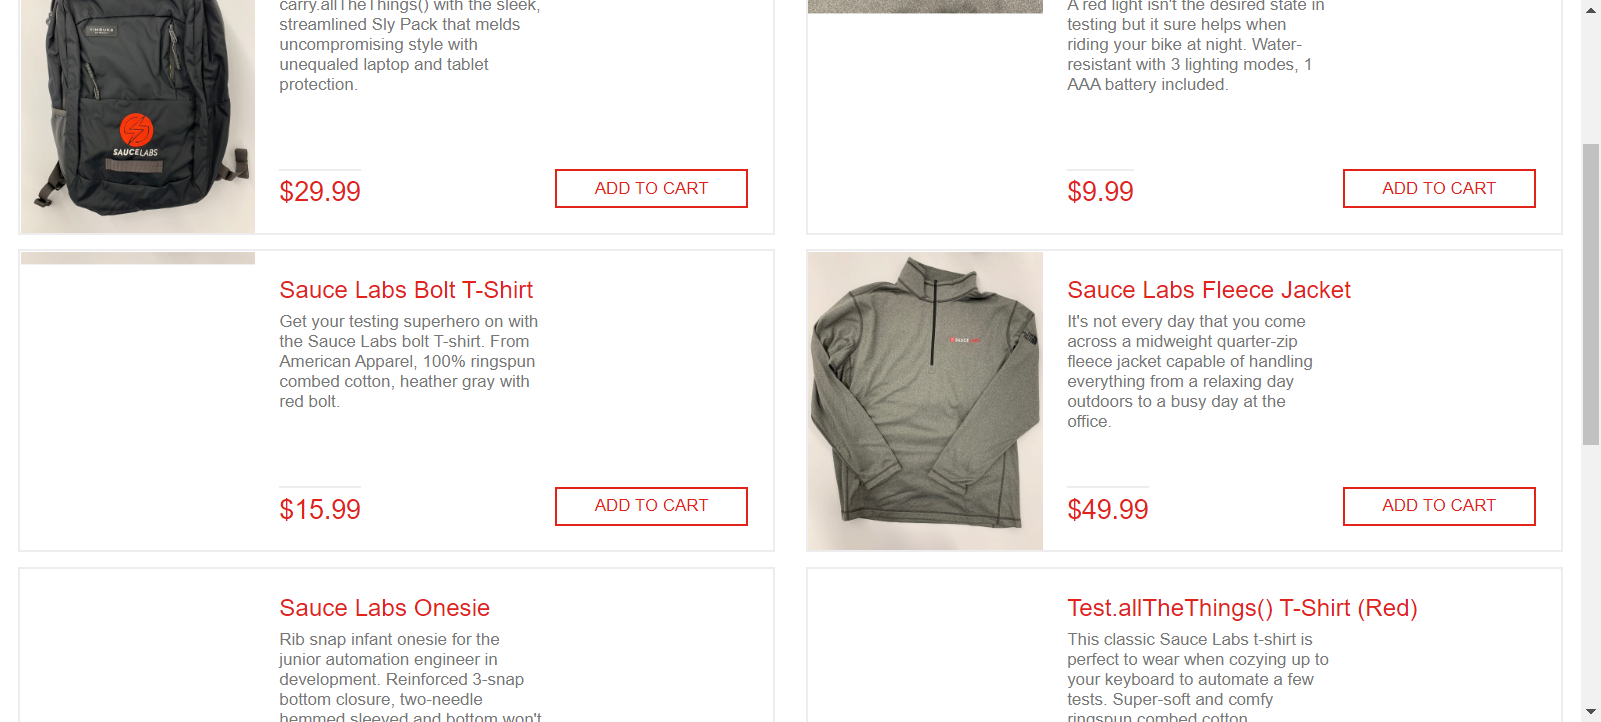 carry.allTheThings() with the sleek,
streamlined Sly Pack that melds
uncompromising style with
unequaled laptop and tablet
protection.
SAUCELABS
$29.99
ADD TO CART
A red light isn't the desired state in
testing but it sure helps when
riding your bike at night. Water-
resistant with 3 lighting modes, 1
AAA battery included.
$9.99
ADD TO CART
Sauce Labs Bolt T-Shirt
Get your testing superhero on with
the Sauce Labs bolt T-shirt. From
American Apparel, 100% ringspun
combed cotton, heather gray with
red bolt.
$15.99
ADD TO CART
Sauce Labs Fleece Jacket
It's not every day that you come
across a midweight quarter-zip
fleece jacket capable of handling
everything from a relaxing day
outdoors to a busy day at the
office.
$49.99
ADD TO CART
Sauce Labs Onesie
Rib snap infant onesie for the
junior automation engineer in
development. Reinforced 3-snap
bottom closure, two-needle
hemmed sleeved and bottom won't
Test.allTheThings() T-Shirt (Red)
This classic Sauce Labs t-shirt is
perfect to wear when cozying up to
your keyboard to automate a few
tests. Super-soft and comfy
ringspun combed cotton